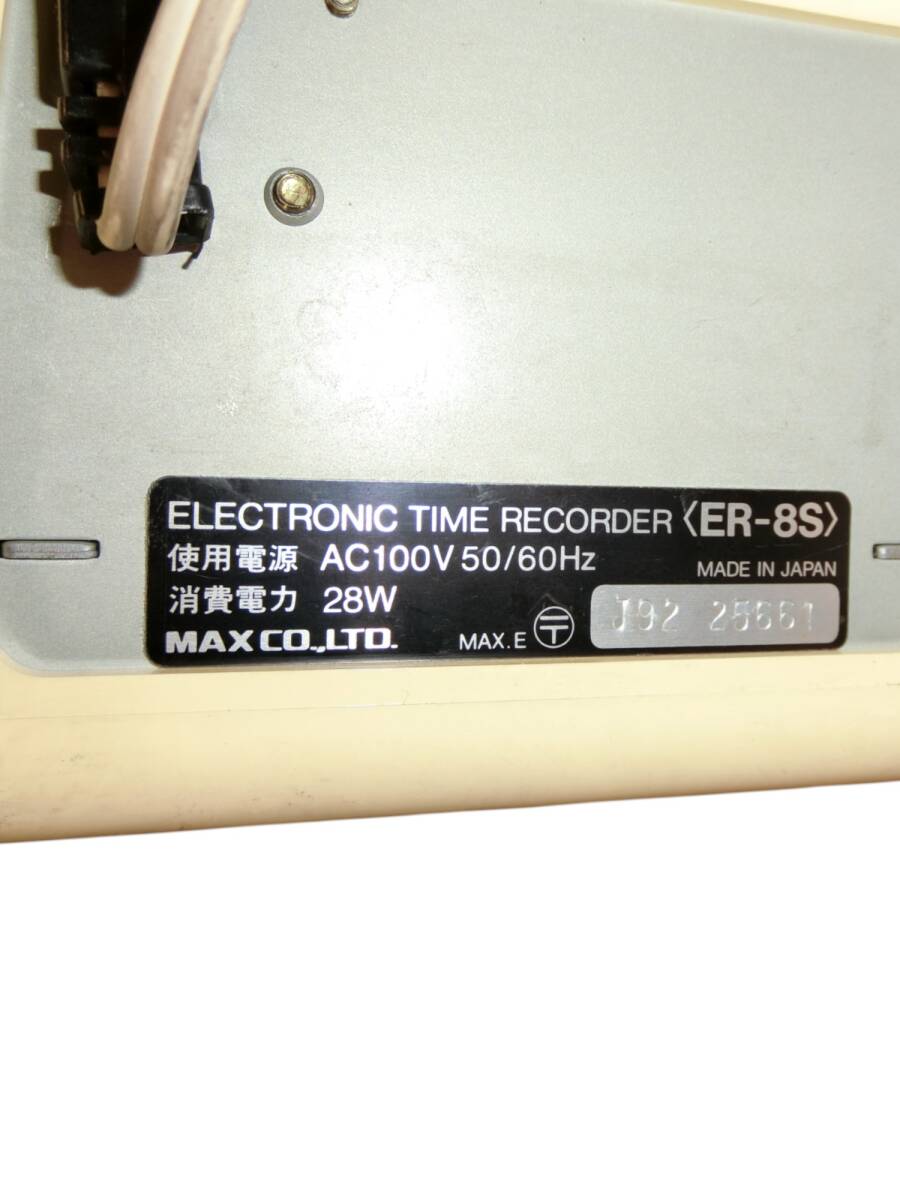 ELECTRONIC TIME RECORDER〈ER-8S〉
使用電源 AC100V 50/60Hz
MADE IN JAPAN
消費電力 28W
J92 25661
MAX CO.,LTD. MAX.E 〒